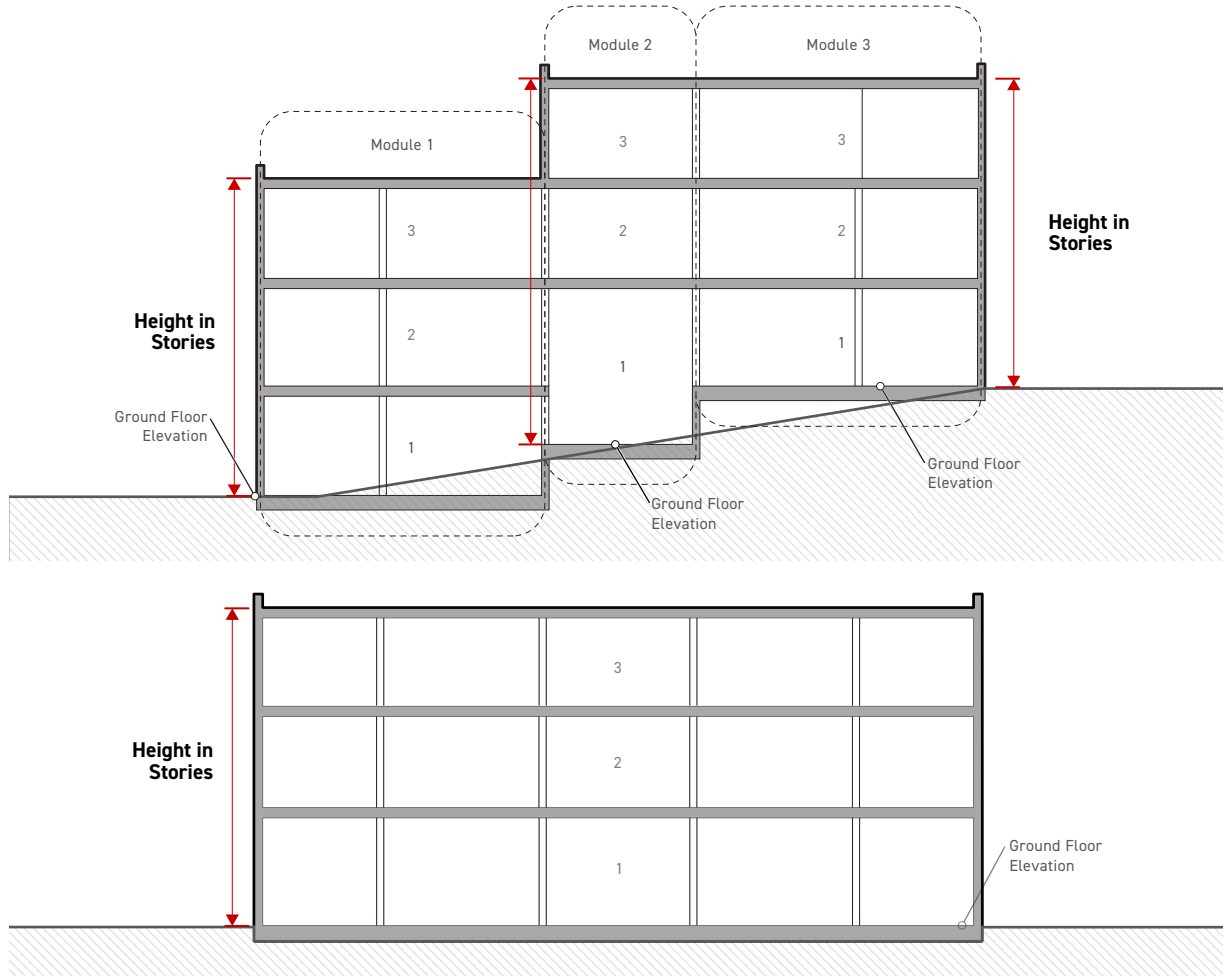 Module 2
Module 3
Module 1
3
3
3
2
2
Height in
Stories
Height in
Stories
2
1
1
Ground Floor
Elevation
1
Ground Floor
Elevation
Ground Floor
Elevation
3
Height in
Stories
2
Ground Floor
Elevation
1